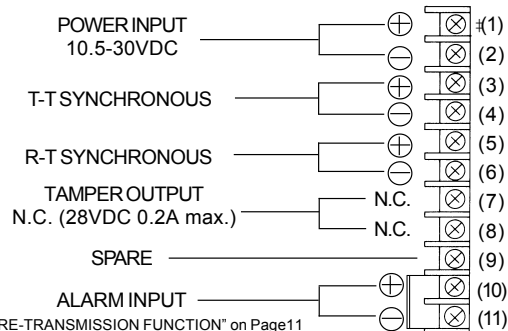 POWER INPUT ⊕ ‡(1)
10.5-30VDC ⊖ (2)
T-T SYNCHRONOUS ⊕ (3)
⊖ (4)
R-T SYNCHRONOUS ⊕ (5)
⊖ (6)
TAMPER OUTPUT N.C. (7)
N.C. (28VDC 0.2A max.) N.C. (8)
SPARE (9)
ALARM INPUT ⊕ (10)
⊖ (11)
RE-TRANSMISSION FUNCTION" on Page11